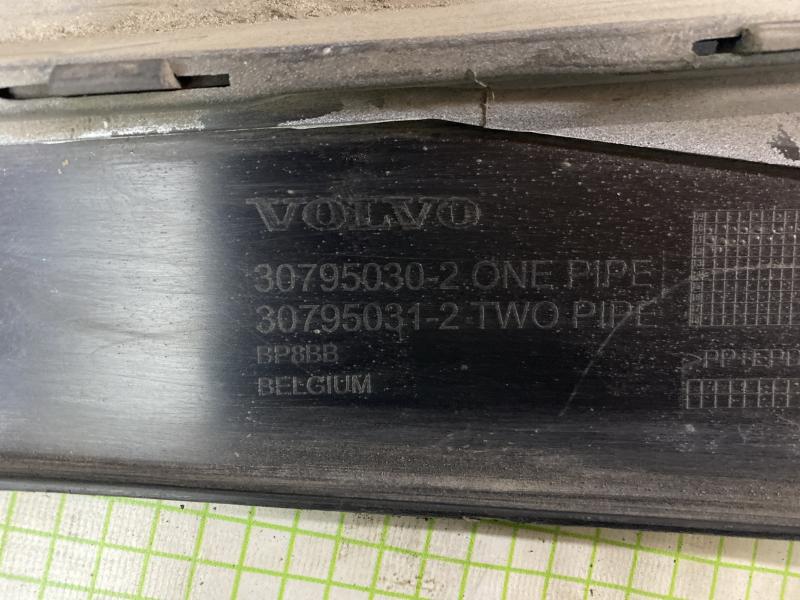 VOLVO
30795030-2 ONE PIPE
30795031-2 TWO PIPE
BP8BB
>PP+EPD
BELGIUM